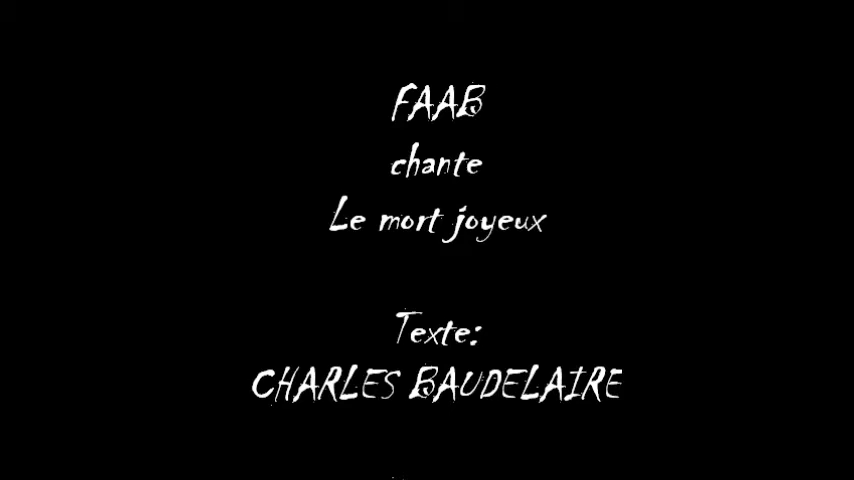 FAAB
chante
Le mort joyeux
Texte:
CHARLES BAUDELAIRE